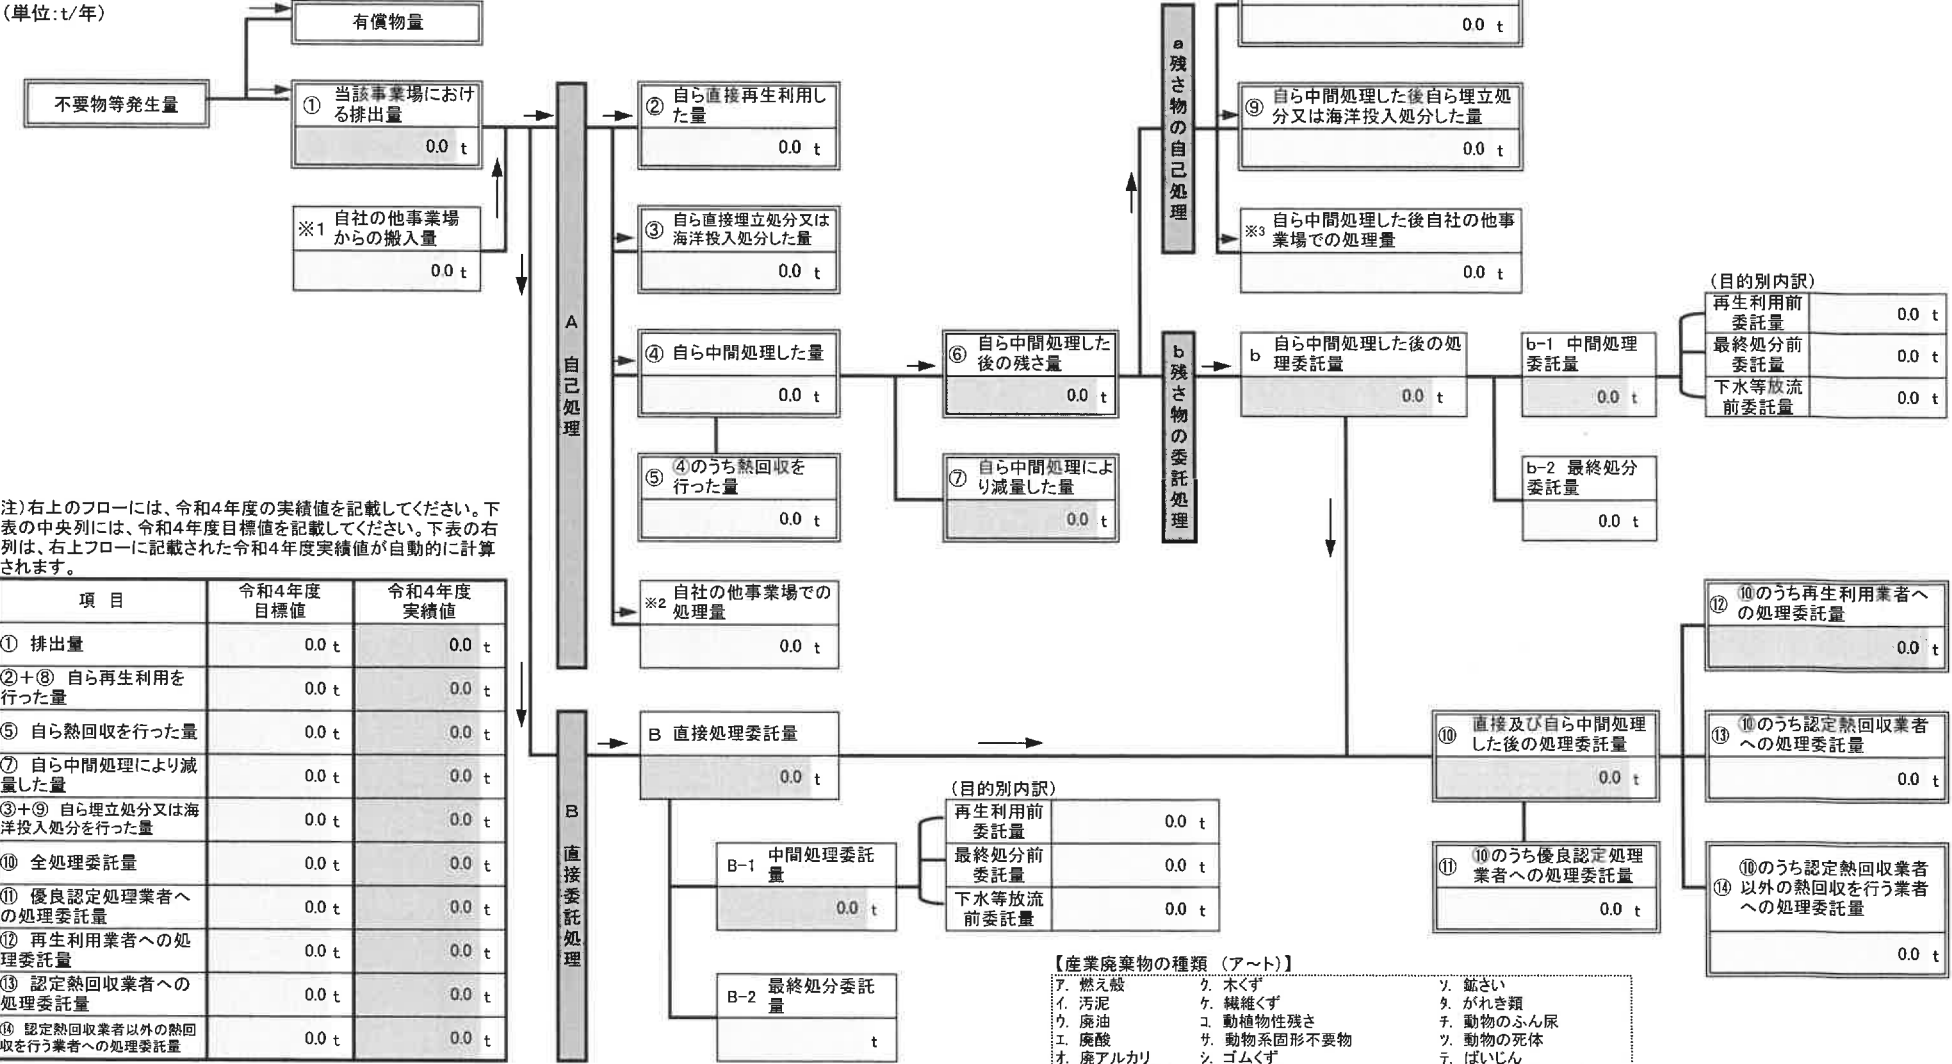 (単位:t/年)
有償物量
不要物等発生量
① 当該事業場におけ
る排出量
0.0 t
※1 自社の他事業場
からの搬入量
0.0 t
A 自己処理
② 自ら直接再生利用し
た量
0.0 t
③ 自ら直接埋立処分又は
海洋投入処分した量
0.0 t
④ 自ら中間処理した量
0.0 t
⑤ ④のうち熱回収を
行った量
0.0 t
※2 自社の他事業場での
処理量
0.0 t
⑥ 自ら中間処理した
後の残さ量
0.0 t
⑦ 自ら中間処理によ
り減量した量
0.0 t
a 残さ物の自己処理
0.0 t
⑨ 自ら中間処理した後自ら埋立処
分又は海洋投入処分した量
0.0 t
※3 自ら中間処理した後自社の他事
業場での処理量
0.0 t
b 残さ物の委託処理
b 自ら中間処理した後の処
理委託量
0.0 t
b-1 中間処理
委託量
0.0 t
b-2 最終処分
委託量
0.0 t
(目的別内訳)
再生利用前
委託量
0.0 t
最終処分前
委託量
0.0 t
下水等放流
前委託量
0.0 t
注)右上のフローには、令和4年度の実績値を記載してください。下
表の中央列には、令和4年度目標値を記載してください。下表の右
列は、右上フローに記載された令和4年度実績値が自動的に計算
されます。
項 目
令和4年度
目標値
令和4年度
実績値
① 排出量
0.0 t 0.0 t
②+⑧ 自ら再生利用を
行った量
0.0 t 0.0 t
⑤ 自ら熱回収を行った量
0.0 t 0.0 t
⑦ 自ら中間処理により減
量した量
0.0 t 0.0 t
③+⑨ 自ら埋立処分又は海
洋投入処分を行った量
0.0 t 0.0 t
⑩ 全処理委託量
0.0 t 0.0 t
⑪ 優良認定処理業者へ
の処理委託量
0.0 t 0.0 t
⑫ 再生利用業者への処
理委託量
0.0 t 0.0 t
⑬ 認定熱回収業者への
処理委託量
0.0 t 0.0 t
⑭ 認定熱回収業者以外の熱回
収を行う業者への処理委託量
0.0 t 0.0 t
B 直接委託処理
B 直接処理委託量
0.0 t
B-1 中間処理委託
量
0.0 t
B-2 最終処分委託
量
t
(目的別内訳)
再生利用前
委託量
0.0 t
最終処分前
委託量
0.0 t
下水等放流
前委託量
0.0 t
⑩ 直接及び自ら中間処理
した後の処理委託量
0.0 t
⑪ ⑩のうち優良認定処理
業者への処理委託量
0.0 t
⑫ ⑩のうち再生利用業者へ
の処理委託量
0.0 t
⑬ ⑩のうち認定熱回収業者
への処理委託量
0.0 t
⑭ ⑩のうち認定熱回収業者
以外の熱回収を行う業者
への処理委託量
0.0 t
【産業廃棄物の種類 (ア~ト)】
ア. 燃え殻 ク. 木くず ソ. 鉱さい
イ. 汚泥 ケ. 繊維くず タ. がれき類
ウ. 廃油 コ. 動植物性残さ チ. 動物のふん尿
エ. 廃酸 サ. 動物系固形不要物 ツ. 動物の死体
オ. 廃アルカリ シ. ゴムくず テ. ばいじん